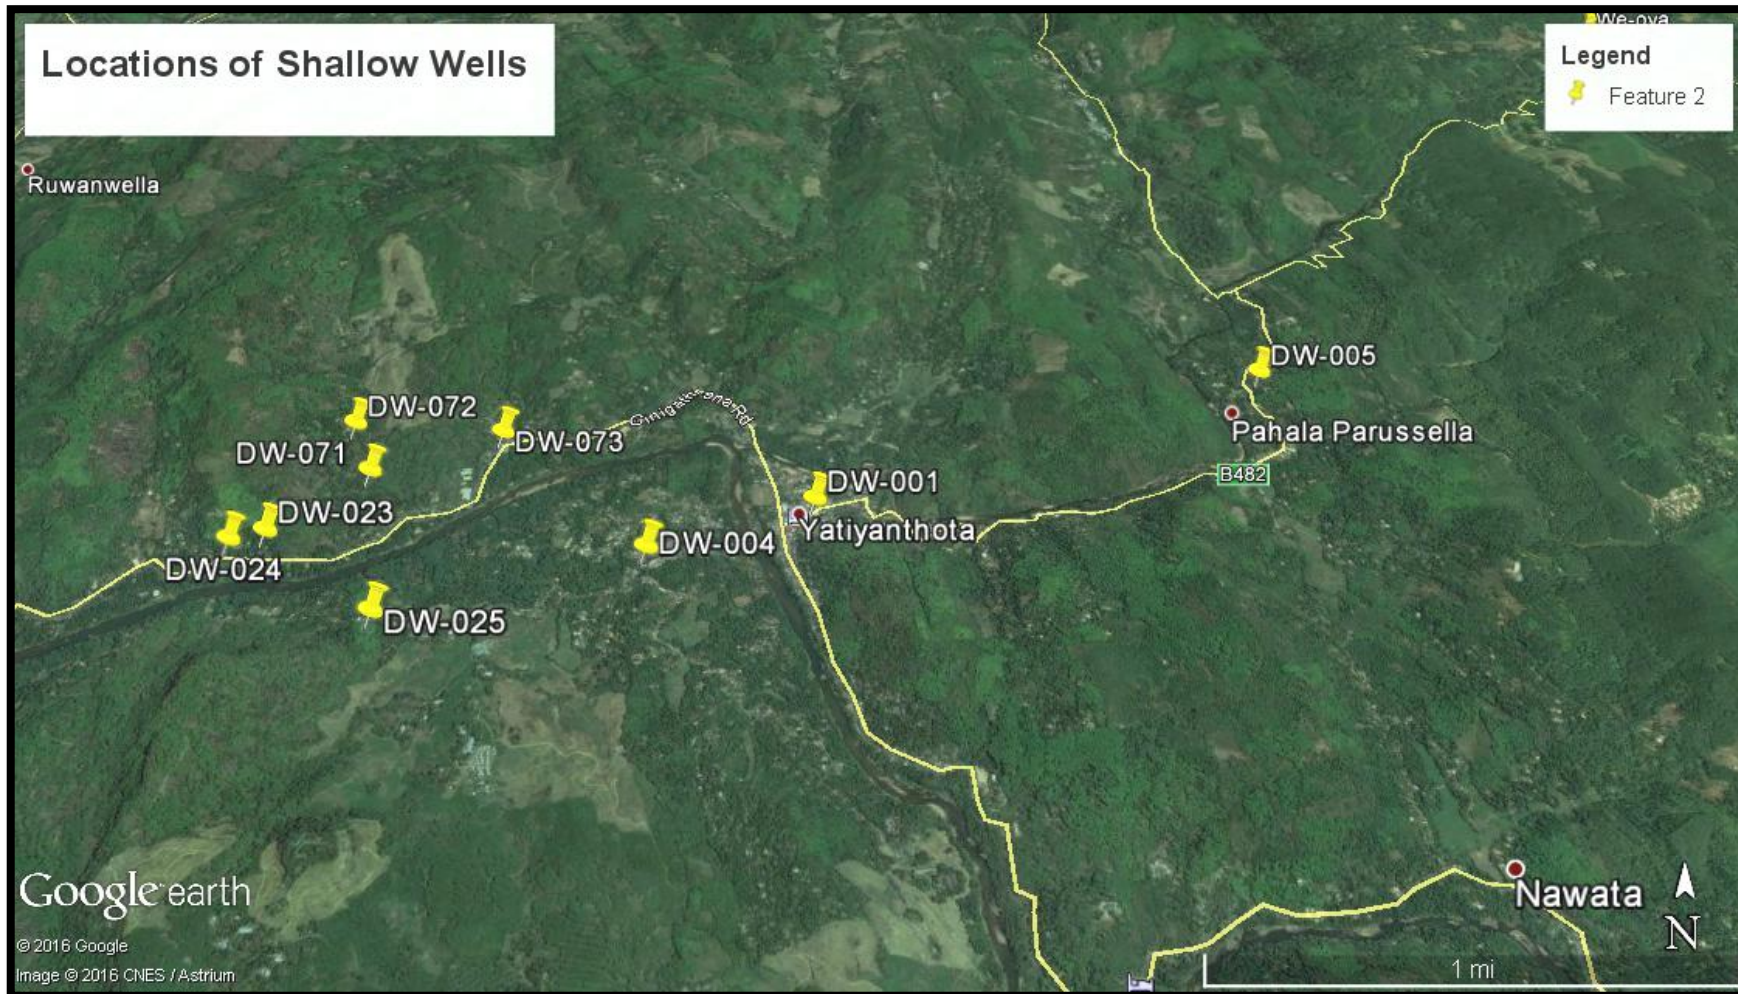 Locations of Shallow Wells
We-oya
Legend
Feature 2
Ruwanwella
DW-005
DW-072
Pahala Parussella
DW-073
DW-071
B482
DW-001
DW-023
Yatiyanthota
DW-004
DW-024
DW-025
Google earth
Nawata
N
© 2016 Google
1 mi
Image © 2016 CNES / Astrium